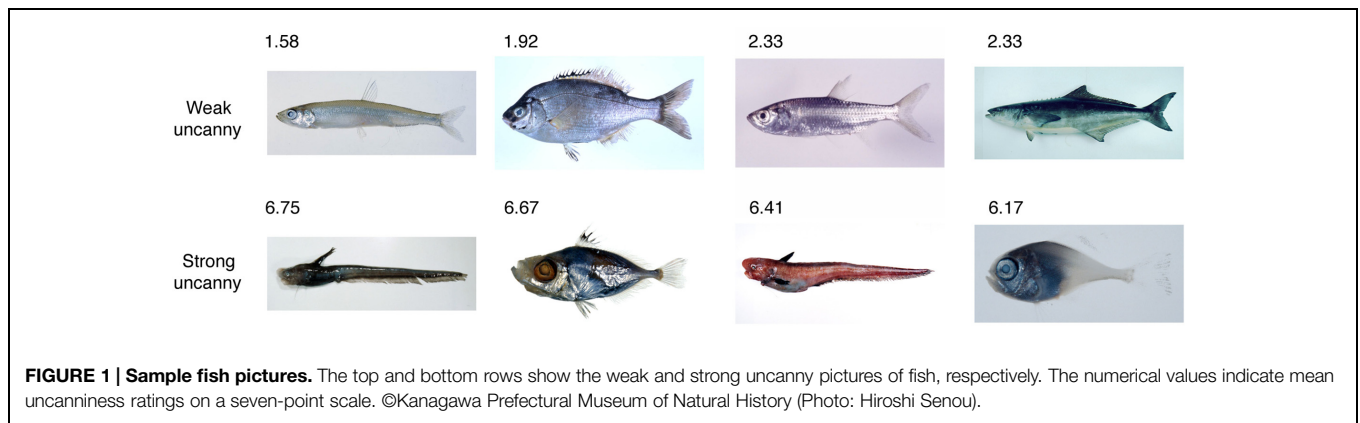 1.58 1.92 2.33 2.33
Weak
uncanny
6.75 6.67 6.41 6.17
Strong
uncanny
FIGURE 1 | Sample fish pictures. The top and bottom rows show the weak and strong uncanny pictures of fish, respectively. The numerical values indicate mean
uncanniness ratings on a seven-point scale. ©Kanagawa Prefectural Museum of Natural History (Photo: Hiroshi Senou).